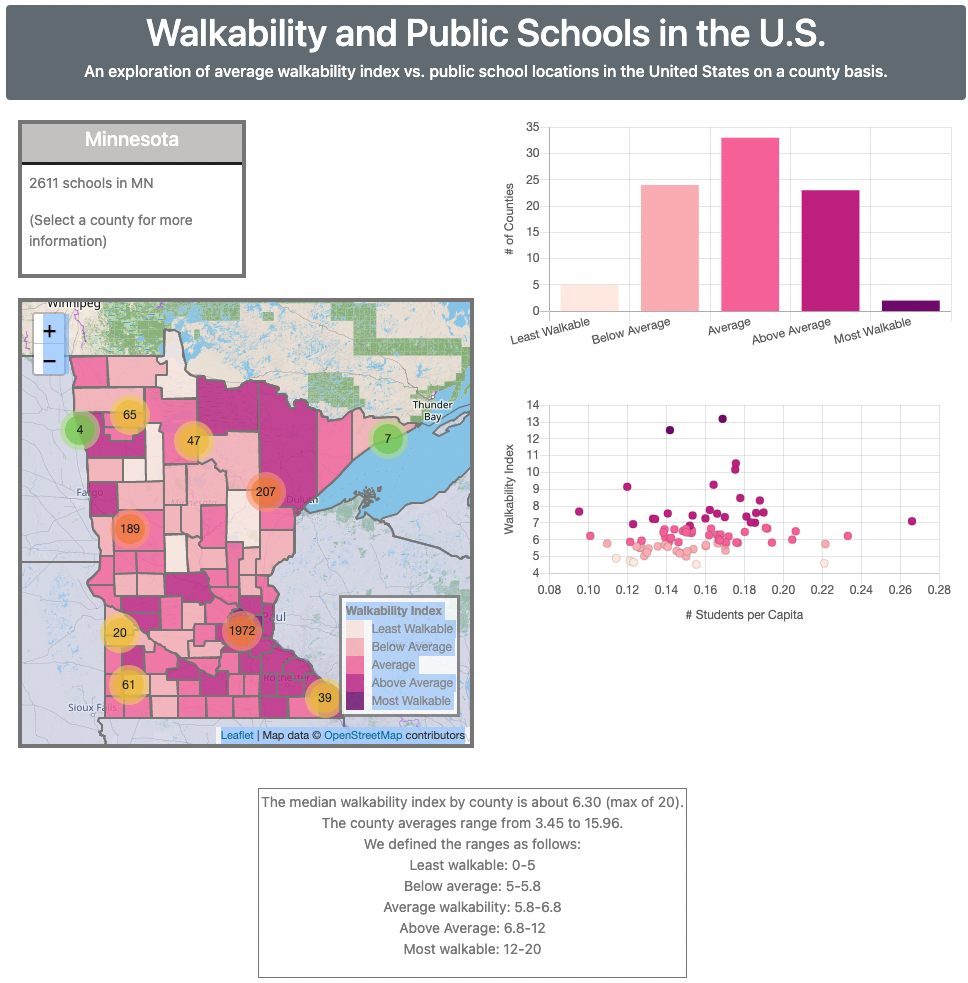 Walkability and Public Schools in the U.S.
An exploration of average walkability index vs. public school locations in the United States on a county basis.
Minnesota
2611 schools in MN
(Select a county for more
information)
Winnipeg
+
−
Thunder
Bay
65
4
47
7
Fargo
Minnesota
207
Duluth
189
20
1972
Paul
61
Rochester
39
Sioux Falls
Walkability Index
Least Walkable
Below Average
Average
Above Average
Most Walkable
Leaflet | Map data © OpenStreetMap contributors
# of Counties
35
30
25
20
15
10
5
0
Least Walkable
Below Average
Average
Above Average
Most Walkable
Walkability Index
14
13
12
11
10
9
8
7
6
5
4
0.08 0.10 0.12 0.14 0.16 0.18 0.20 0.22 0.24 0.26 0.28
# Students per Capita
The median walkability index by county is about 6.30 (max of 20).
The county averages range from 3.45 to 15.96.
We defined the ranges as follows:
Least walkable: 0-5
Below average: 5-5.8
Average walkability: 5.8-6.8
Above Average: 6.8-12
Most walkable: 12-20